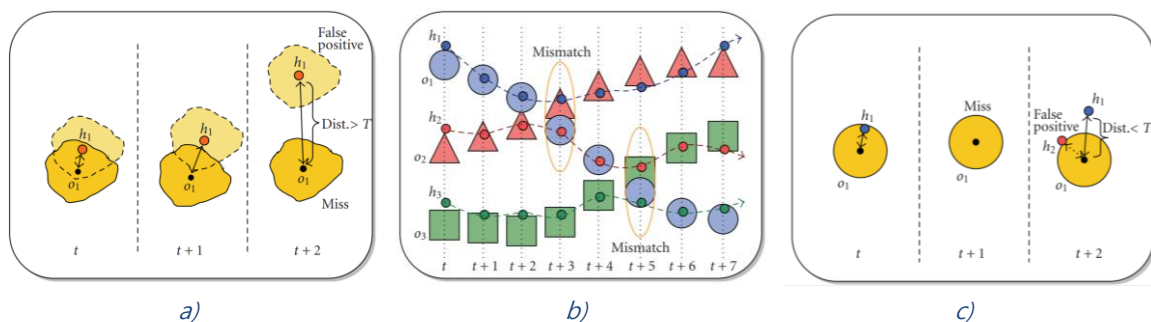 False
positive
h₁
h₁
h₁
Dist. > T
o₁
o₁
o₁
Miss
t
t + 1
t + 2
a)
h₁
Mismatch
o₁
h₂
o₂
h₃
o₃
Mismatch
t
t + 1
t + 2
t + 3
t + 4
t + 5
t + 6
t + 7
b)
h₁
Miss
False
positive
h₁
h₂
Dist. < T
o₁
o₁
t
t + 1
t + 2
c)